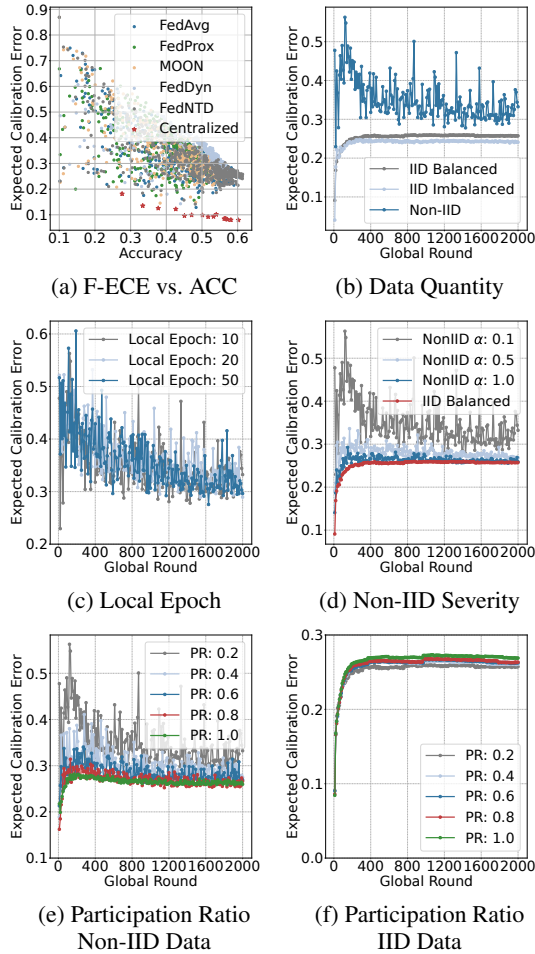 0.9
0.8
0.7
0.6
0.5
0.4
0.3
0.2
0.1
Expected Calibration Error
FedAvg
FedProx
MOON
FedDyn
FedNTD
Centralized
0.1 0.2 0.3 0.4 0.5 0.6
Accuracy
(a) F-ECE vs. ACC
0.5
0.4
0.3
0.2
0.1
Expected Calibration Error
IID Balanced
IID Imbalanced
Non-IID
0 400 800 1200 1600 2000
Global Round
(b) Data Quantity
0.6
0.5
0.4
0.3
0.2
Expected Calibration Error
Local Epoch: 10
Local Epoch: 20
Local Epoch: 50
0 400 800 1200 1600 2000
Global Round
(c) Local Epoch
0.5
0.4
0.3
0.2
0.1
Expected Calibration Error
NonIID α: 0.1
NonIID α: 0.5
NonIID α: 1.0
IID Balanced
0 400 800 1200 1600 2000
Global Round
(d) Non-IID Severity
0.5
0.4
0.3
0.2
0.1
Expected Calibration Error
PR: 0.2
PR: 0.4
PR: 0.6
PR: 0.8
PR: 1.0
0 400 800 1200 1600 2000
Global Round
(e) Participation Ratio
Non-IID Data
0.3
0.2
0.1
0.0
Expected Calibration Error
PR: 0.2
PR: 0.4
PR: 0.6
PR: 0.8
PR: 1.0
0 400 800 1200 1600 2000
Global Round
(f) Participation Ratio
IID Data